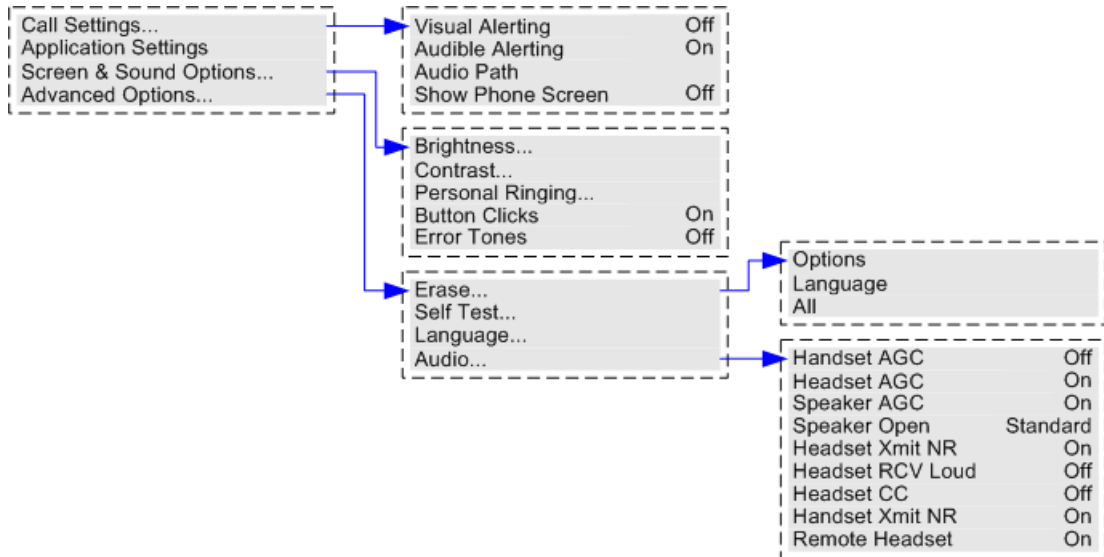 Call Settings...
Application Settings
Screen & Sound Options...
Advanced Options...
Visual Alerting Off
Audible Alerting On
Audio Path
Show Phone Screen Off
Brightness...
Contrast...
Personal Ringing...
Button Clicks On
Error Tones Off
Erase...
Self Test...
Language...
Audio...
Options
Language
All
Handset AGC Off
Headset AGC On
Speaker AGC On
Speaker Open Standard
Headset Xmit NR On
Headset RCV Loud Off
Headset CC Off
Handset Xmit NR On
Remote Headset On